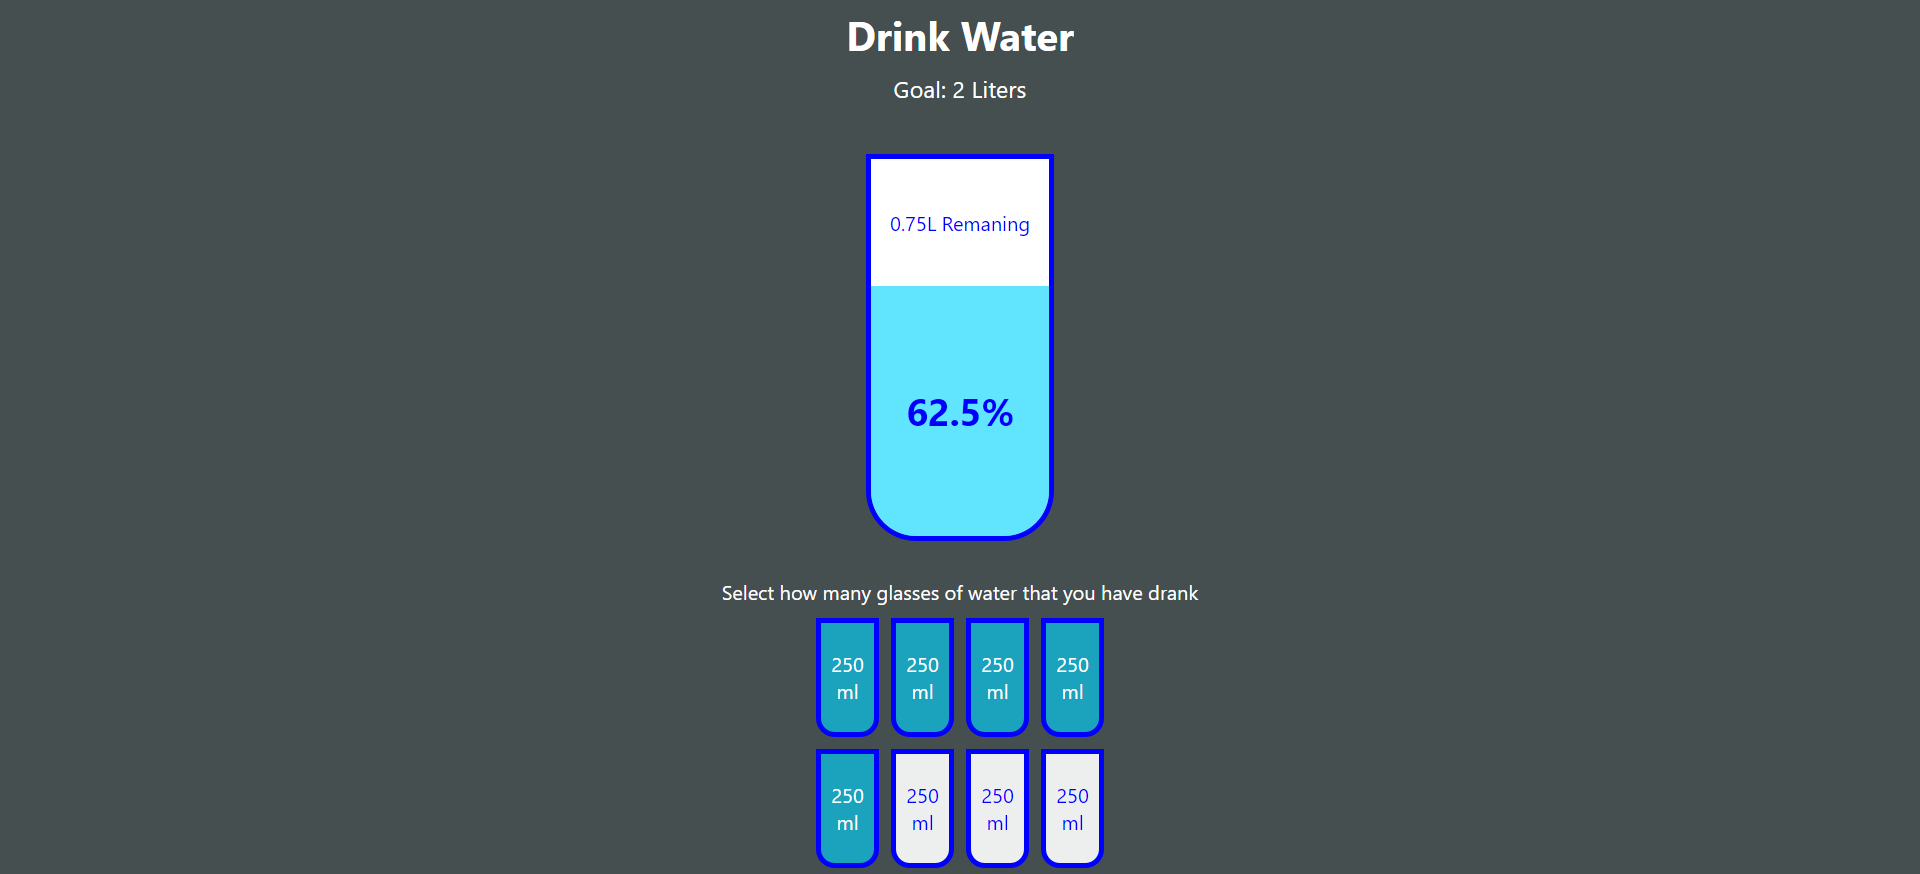 Drink Water
Goal: 2 Liters
0.75L Remaning
62.5%
Select how many glasses of water that you have drank
250 250 250 250
ml ml ml ml
250 250 250 250
ml ml ml ml